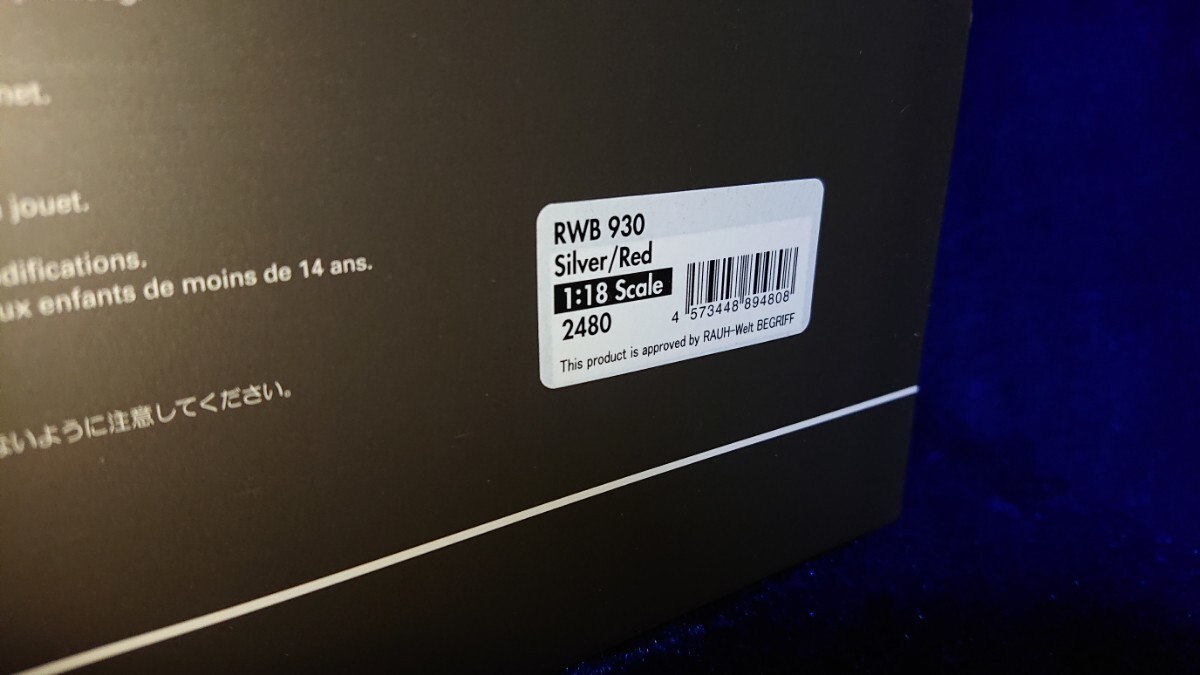 net.
jouet.
difications.
ux enfants de moins de 14 ans.
ないように注意してください。
RWB 930
Silver/Red
1:18 Scale
2480
4 573448 894808
This product is approved by RAUH-Welt BEGRIFF